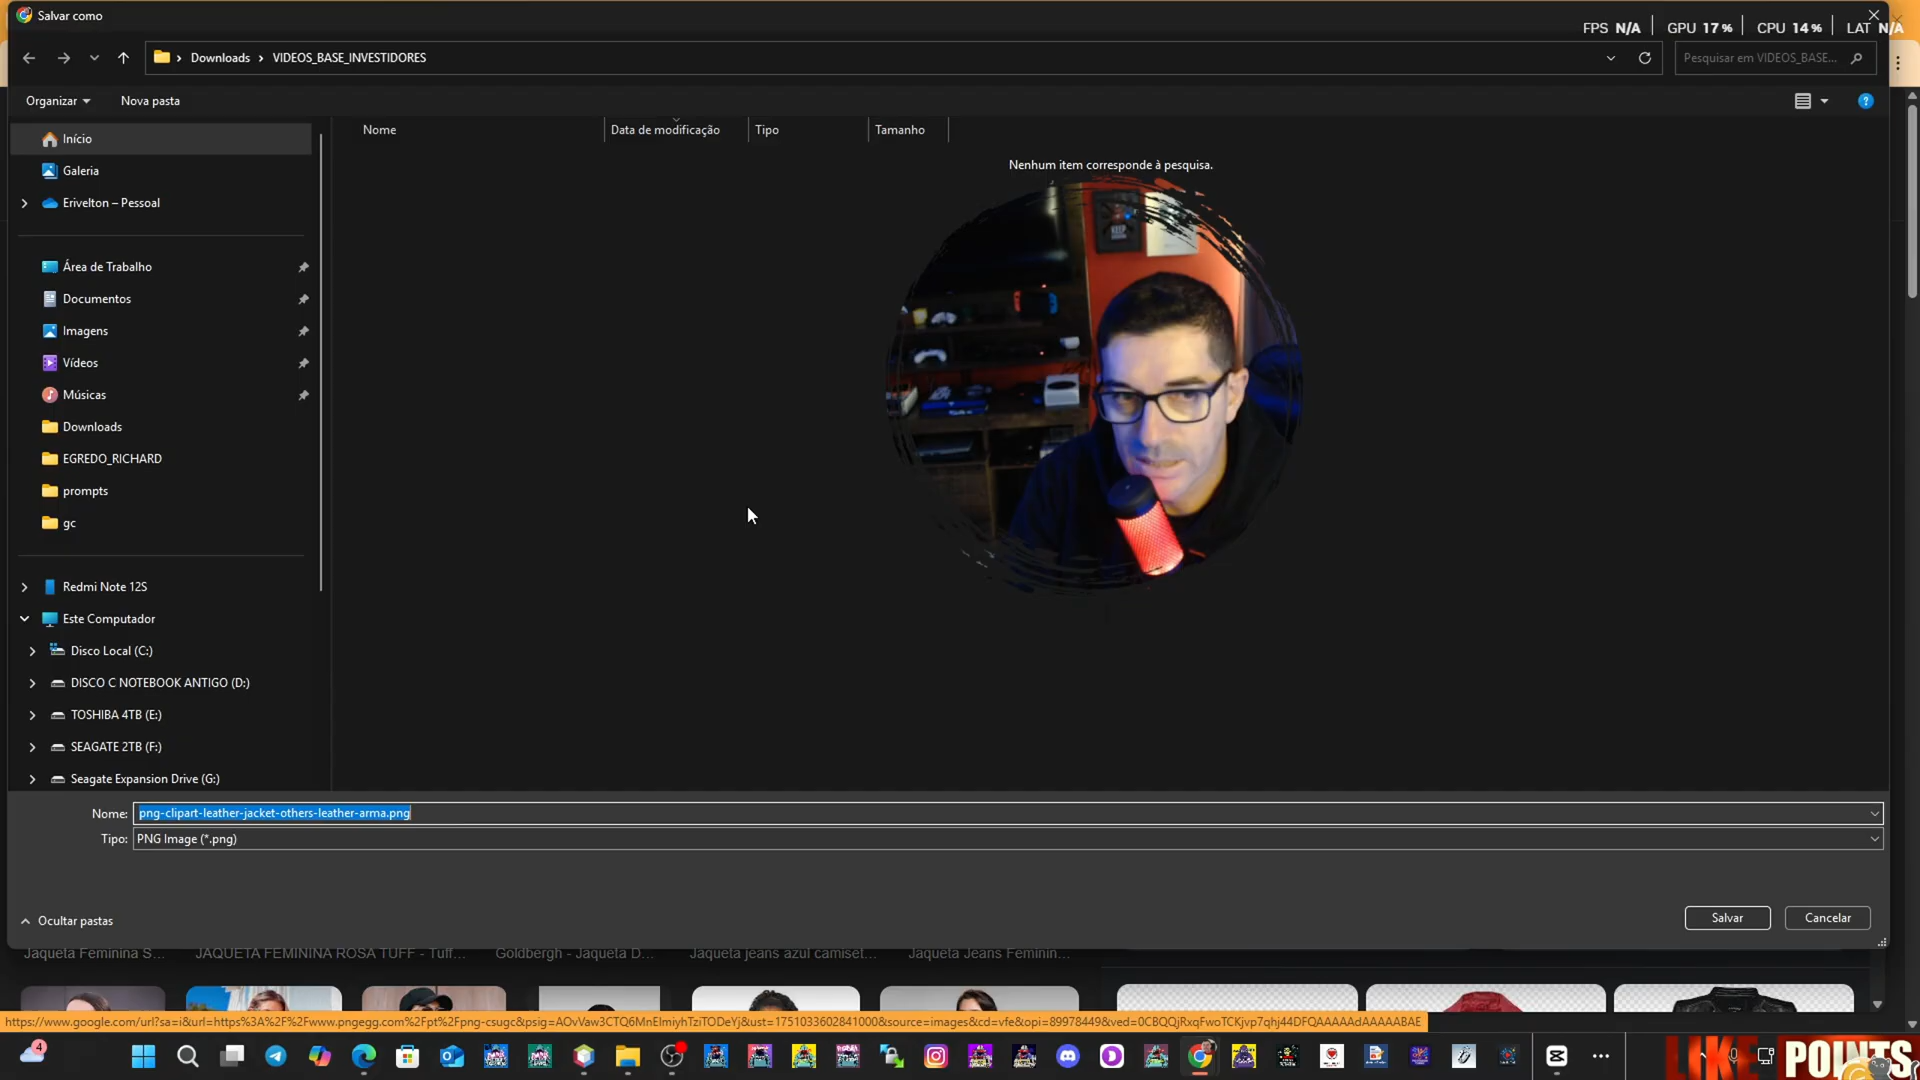 Salvar como
FPS N/A GPU 17 % CPU 14 % LAT N/A
Downloads VIDEOS_BASE_INVESTIDORES
Pesquisar em VIDEOS_BASE...
Organizar Nova pasta
Nome Data de modificação Tipo Tamanho
Nenhum item corresponde à pesquisa.
Início
Galeria
Erivelton – Pessoal
Área de Trabalho
Documentos
Imagens
Vídeos
Músicas
Downloads
EGREDO_RICHARD
prompts
gc
Redmi Note 12S
Este Computador
Disco Local (C:)
DISCO C NOTEBOOK ANTIGO (D:)
TOSHIBA 4TB (E:)
SEAGATE 2TB (F:)
Seagate Expansion Drive (G:)
Nome: png-clipart-leather-jacket-others-leather-arma.png
Tipo: PNG Image (*.png)
Ocultar pastas
Salvar Cancelar
Jaqueta Feminina S... JAQUETA FEMININA ROSA TUFF - Tuff... Goldbergh - Jaqueta D... Jaqueta jeans azul camiset... Jaqueta Jeans Feminin...
https://www.google.com/url?sa=i&url=https%3A%2F%2Fwww.pngegg.com%2Fpt%2Fpng-csugc&psig=AOvVaw3CTQ6MnElmiyhTziTODeYj&ust=1751033602841000&source=images&cd=vfe&opi=89978449&ved=0CBQQjRxqFwoTCKjvp7qhj44DFQAAAAAdAAAAABAE
4
LIKE POINTS